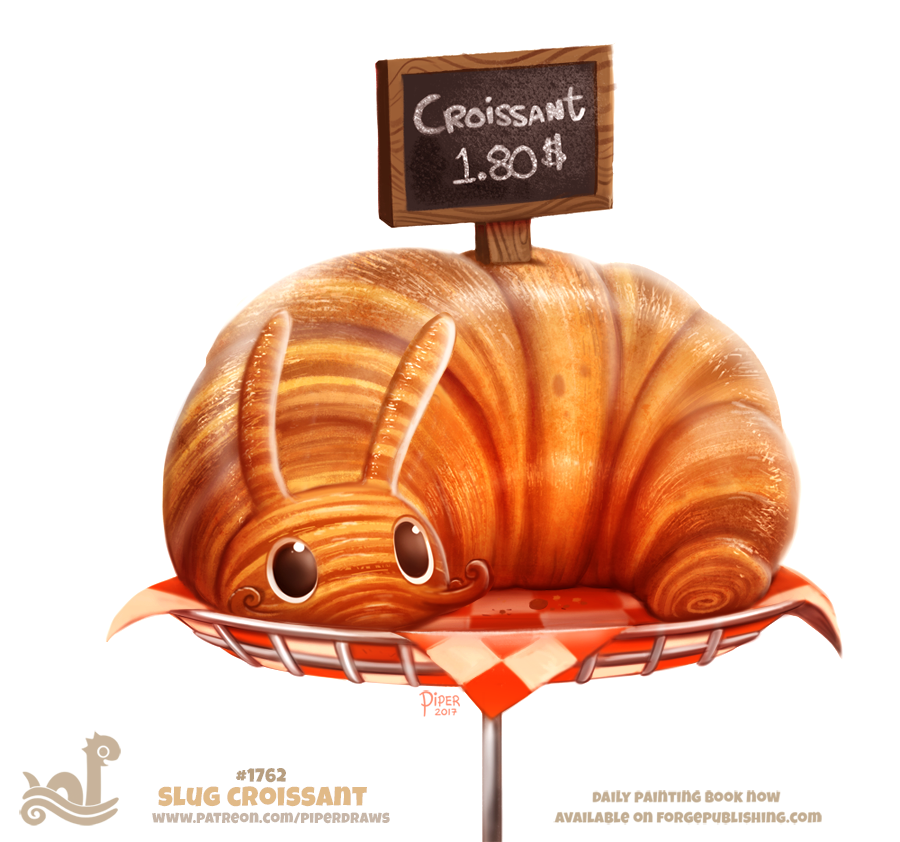 Croissant
1.80$
Piper
2017
#1762
SLUG CROISSANT
WWW.PATREON.COM/PIPERDRAWS
DAILY PAINTING BOOK NOW
AVAILABLE ON FORGEPUBLISHING.COM